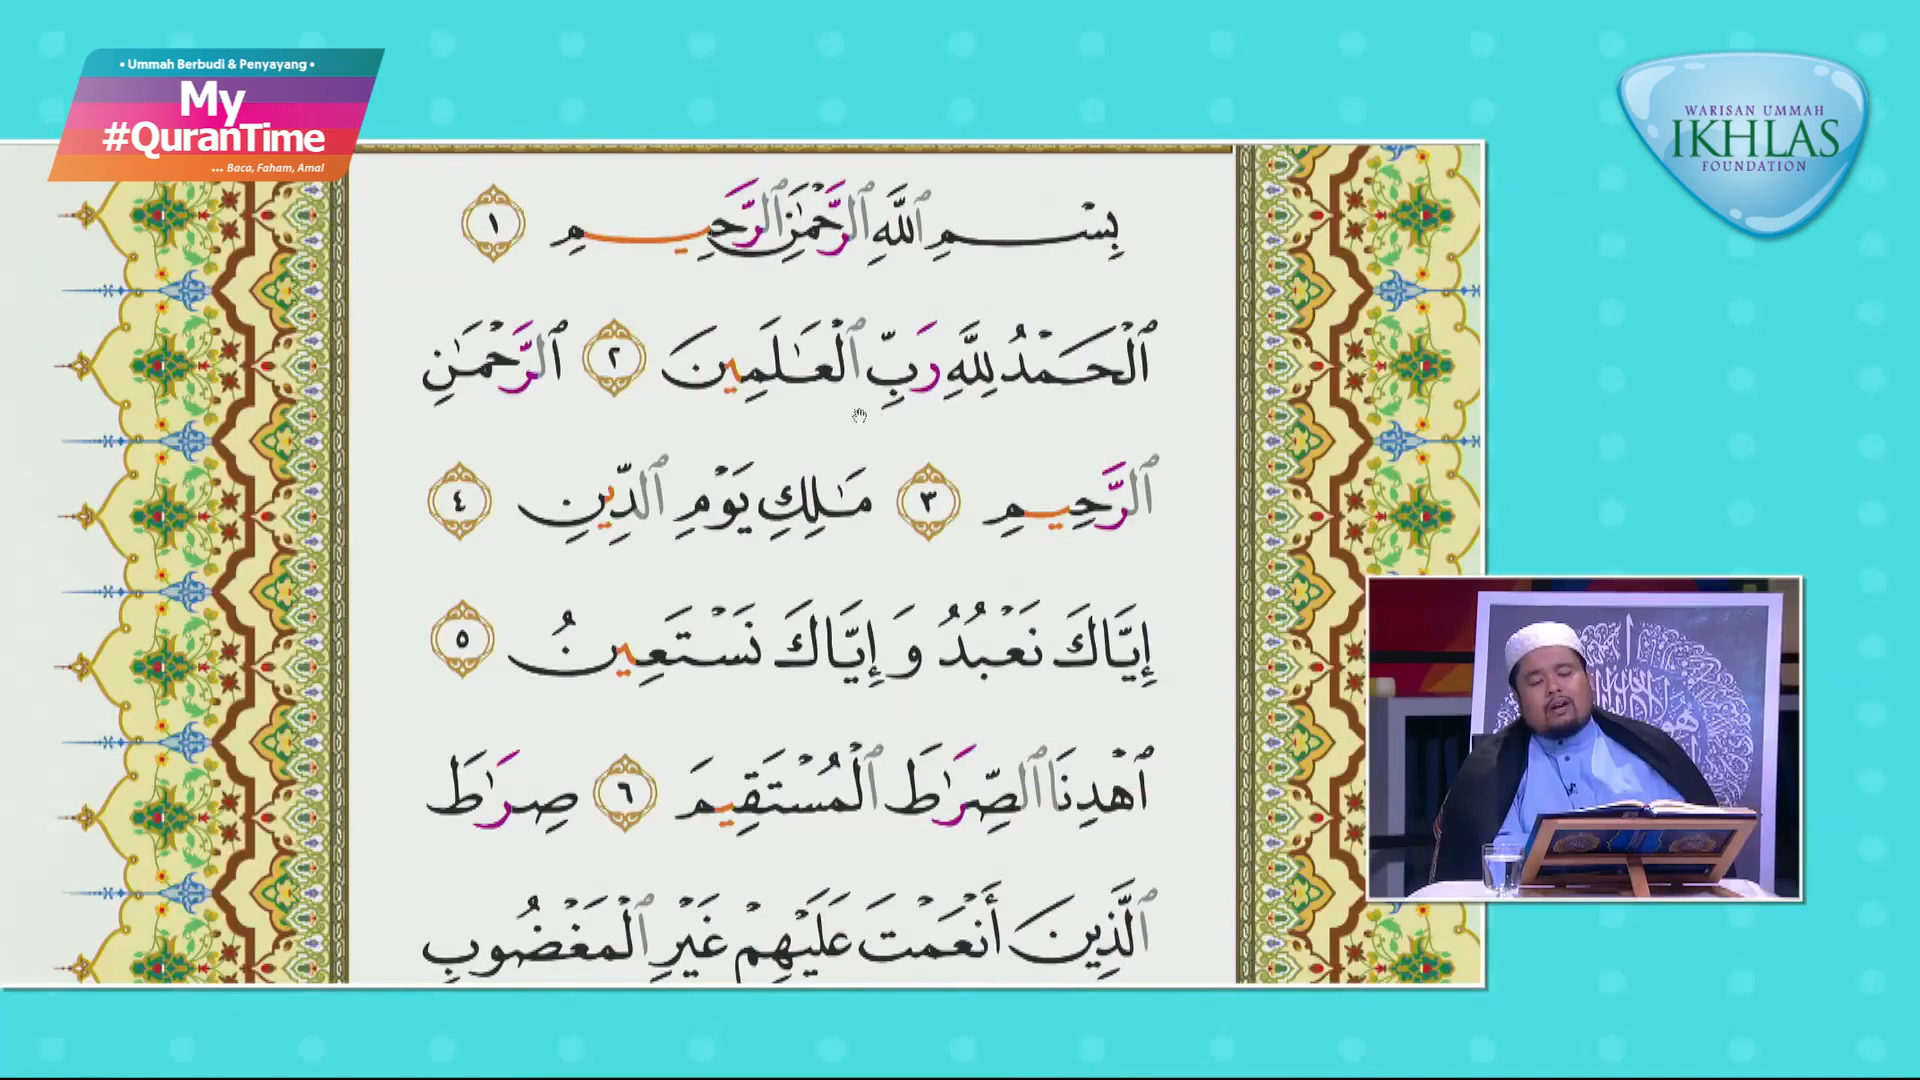 • Ummah Berbudi & Penyayang •
My
#QuranTime
... Baca, Faham, Amal
WARISAN UMMAH
IKHLAS
FOUNDATION
بِسْمِ ٱللَّهِ ٱلرَّحْمَٰنِ ٱلرَّحِيمِ ١
ٱلْحَمْدُ لِلَّهِ رَبِّ ٱلْعَٰلَمِينَ ٢ ٱلرَّحْمَٰنِ
ٱلرَّحِيمِ ٣ مَٰلِكِ يَوْمِ ٱلدِّينِ ٤
إِيَّاكَ نَعْبُدُ وَإِيَّاكَ نَسْتَعِينُ ٥
ٱهْدِنَا ٱلصِّرَٰطَ ٱلْمُسْتَقِيمَ ٦ صِرَٰطَ
ٱلَّذِينَ أَنْعَمْتَ عَلَيْهِمْ غَيْرِ ٱلْمَغْضُوبِ